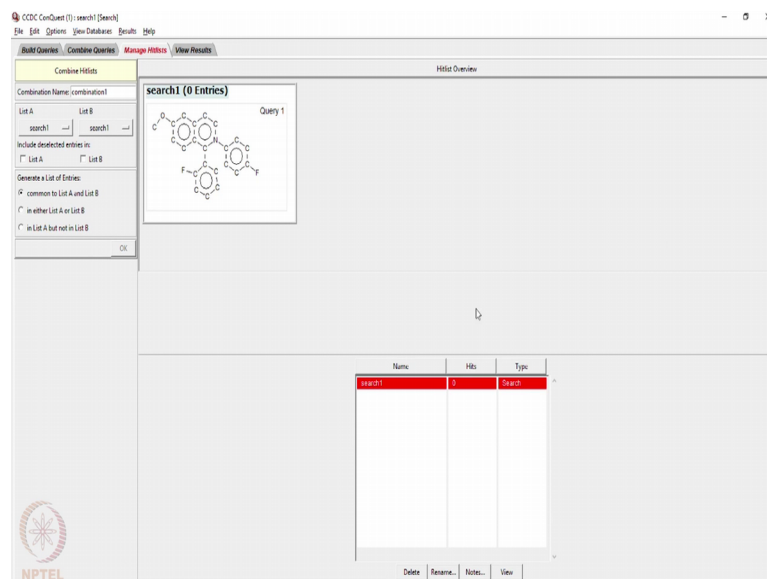 CCDC ConQuest (1) : search1 [Search]
File Edit Options View Databases Results Help
Build Queries Combine Queries Manage Hitlists View Results
Combine Hitlists
Hitlist Overview
Combination Name: combination1
List A List B
search1 search1
Include deselected entries in:
List A List B
Generate a List of Entries:
common to List A and List B
in either List A or List B
in List A but not in List B
OK
search1 (0 Entries)
Query 1
Name Hits Type
search1 0 Search
Delete Rename... Notes... View
NPTEL